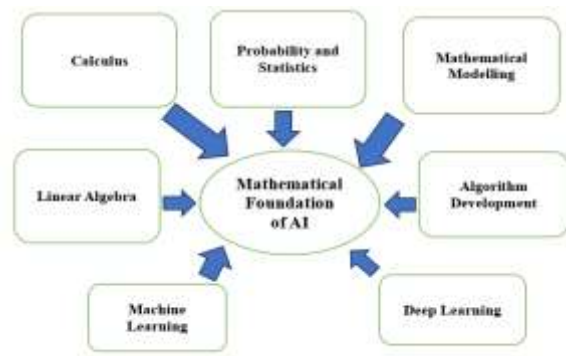 Calculus
Probability and
Statistics
Mathematical
Modelling
Linear Algebra
Mathematical
Foundation
of AI
Algorithm
Development
Machine
Learning
Deep Learning